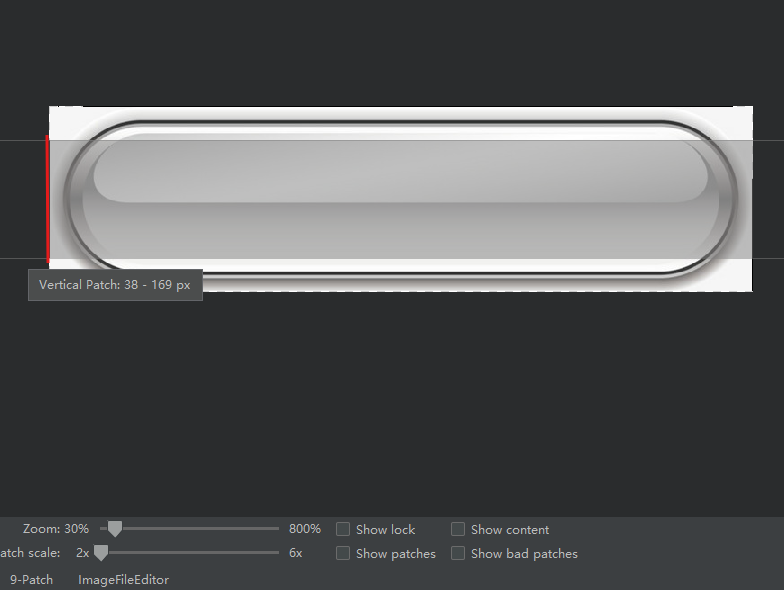 Vertical Patch: 38 - 169 px
Zoom: 30% 800% Show lock Show content
atch scale: 2x 6x Show patches Show bad patches
9-Patch ImageFileEditor